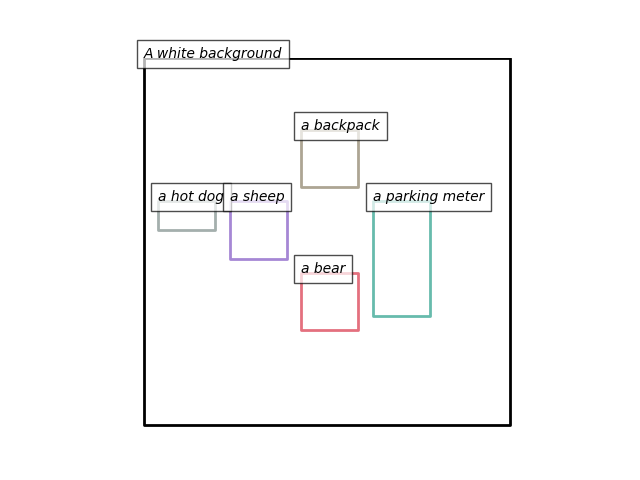 A white background
a backpack
a hot dog
a sheep
a parking meter
a bear